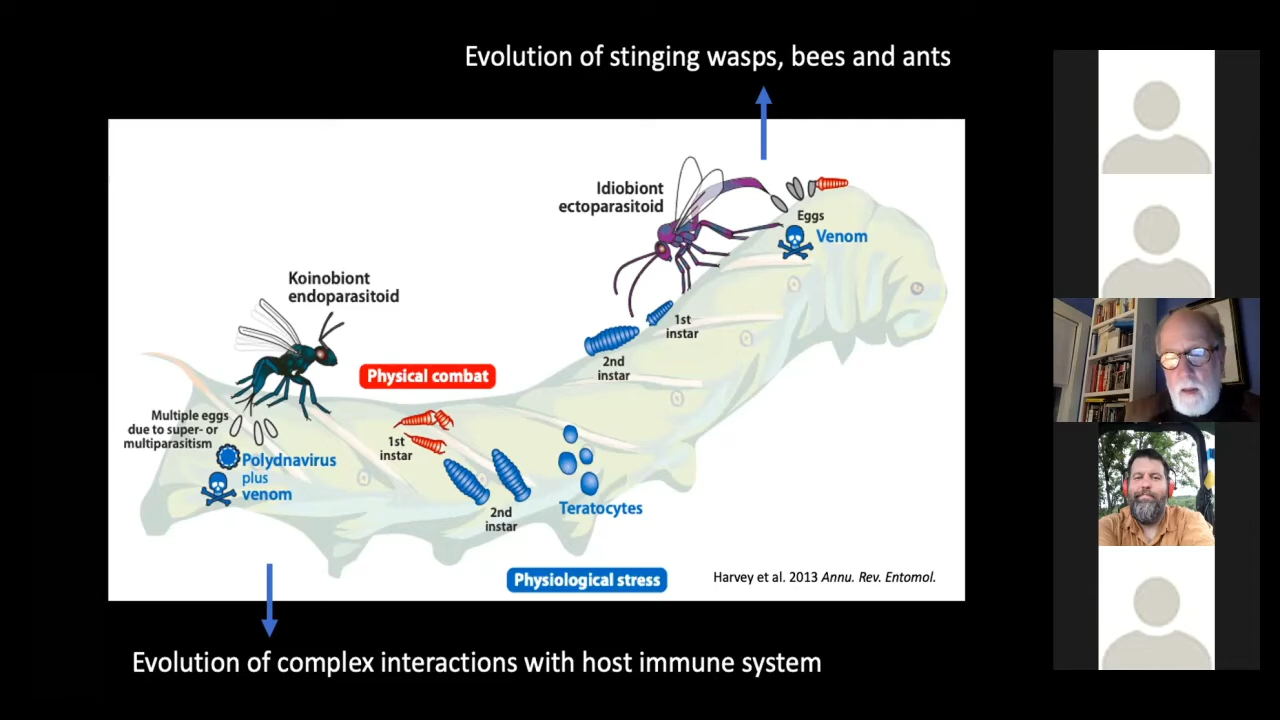 Evolution of stinging wasps, bees and ants
Idiobiont
ectoparasitoid
Eggs
Venom
Koinobiont
endoparasitoid
1st
instar
2nd
instar
Physical combat
Multiple eggs
due to super- or
multiparasitism
1st
instar
Polydnavirus
plus
venom
2nd
instar
Teratocytes
Physiological stress
Harvey et al. 2013 Annu. Rev. Entomol.
Evolution of complex interactions with host immune system